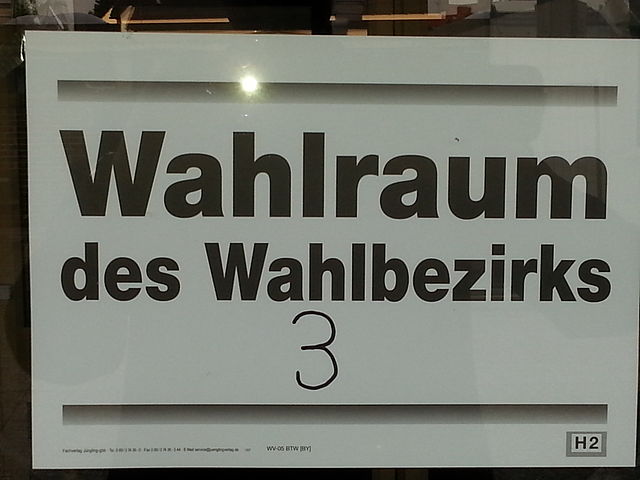 Wahlraum
des Wahlbezirks
3
WV-05 BTW [BY]
H2